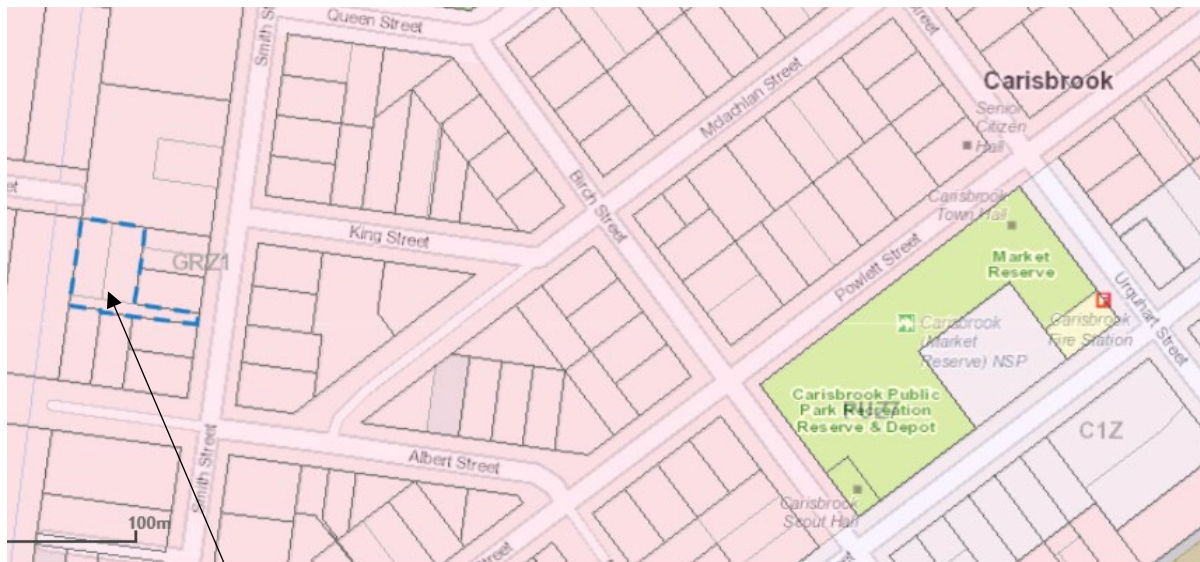 Queen Street
Smith St
Mclachlan Street
Carisbrook
Senior
Citizen
Hall
Birch Street
Carisbrook
Town Hall
King Street
GRZ1
Powlett Street
Market
Reserve
Urquhart Street
Carisbrook
(Market
Reserve) NSP
Carisbrook
Fire Station
Carisbrook Public
Park Recreation
Reserve & Depot
PUZ7
C1Z
Smith Street
Albert Street
100m
Carisbrook
Scout Hall